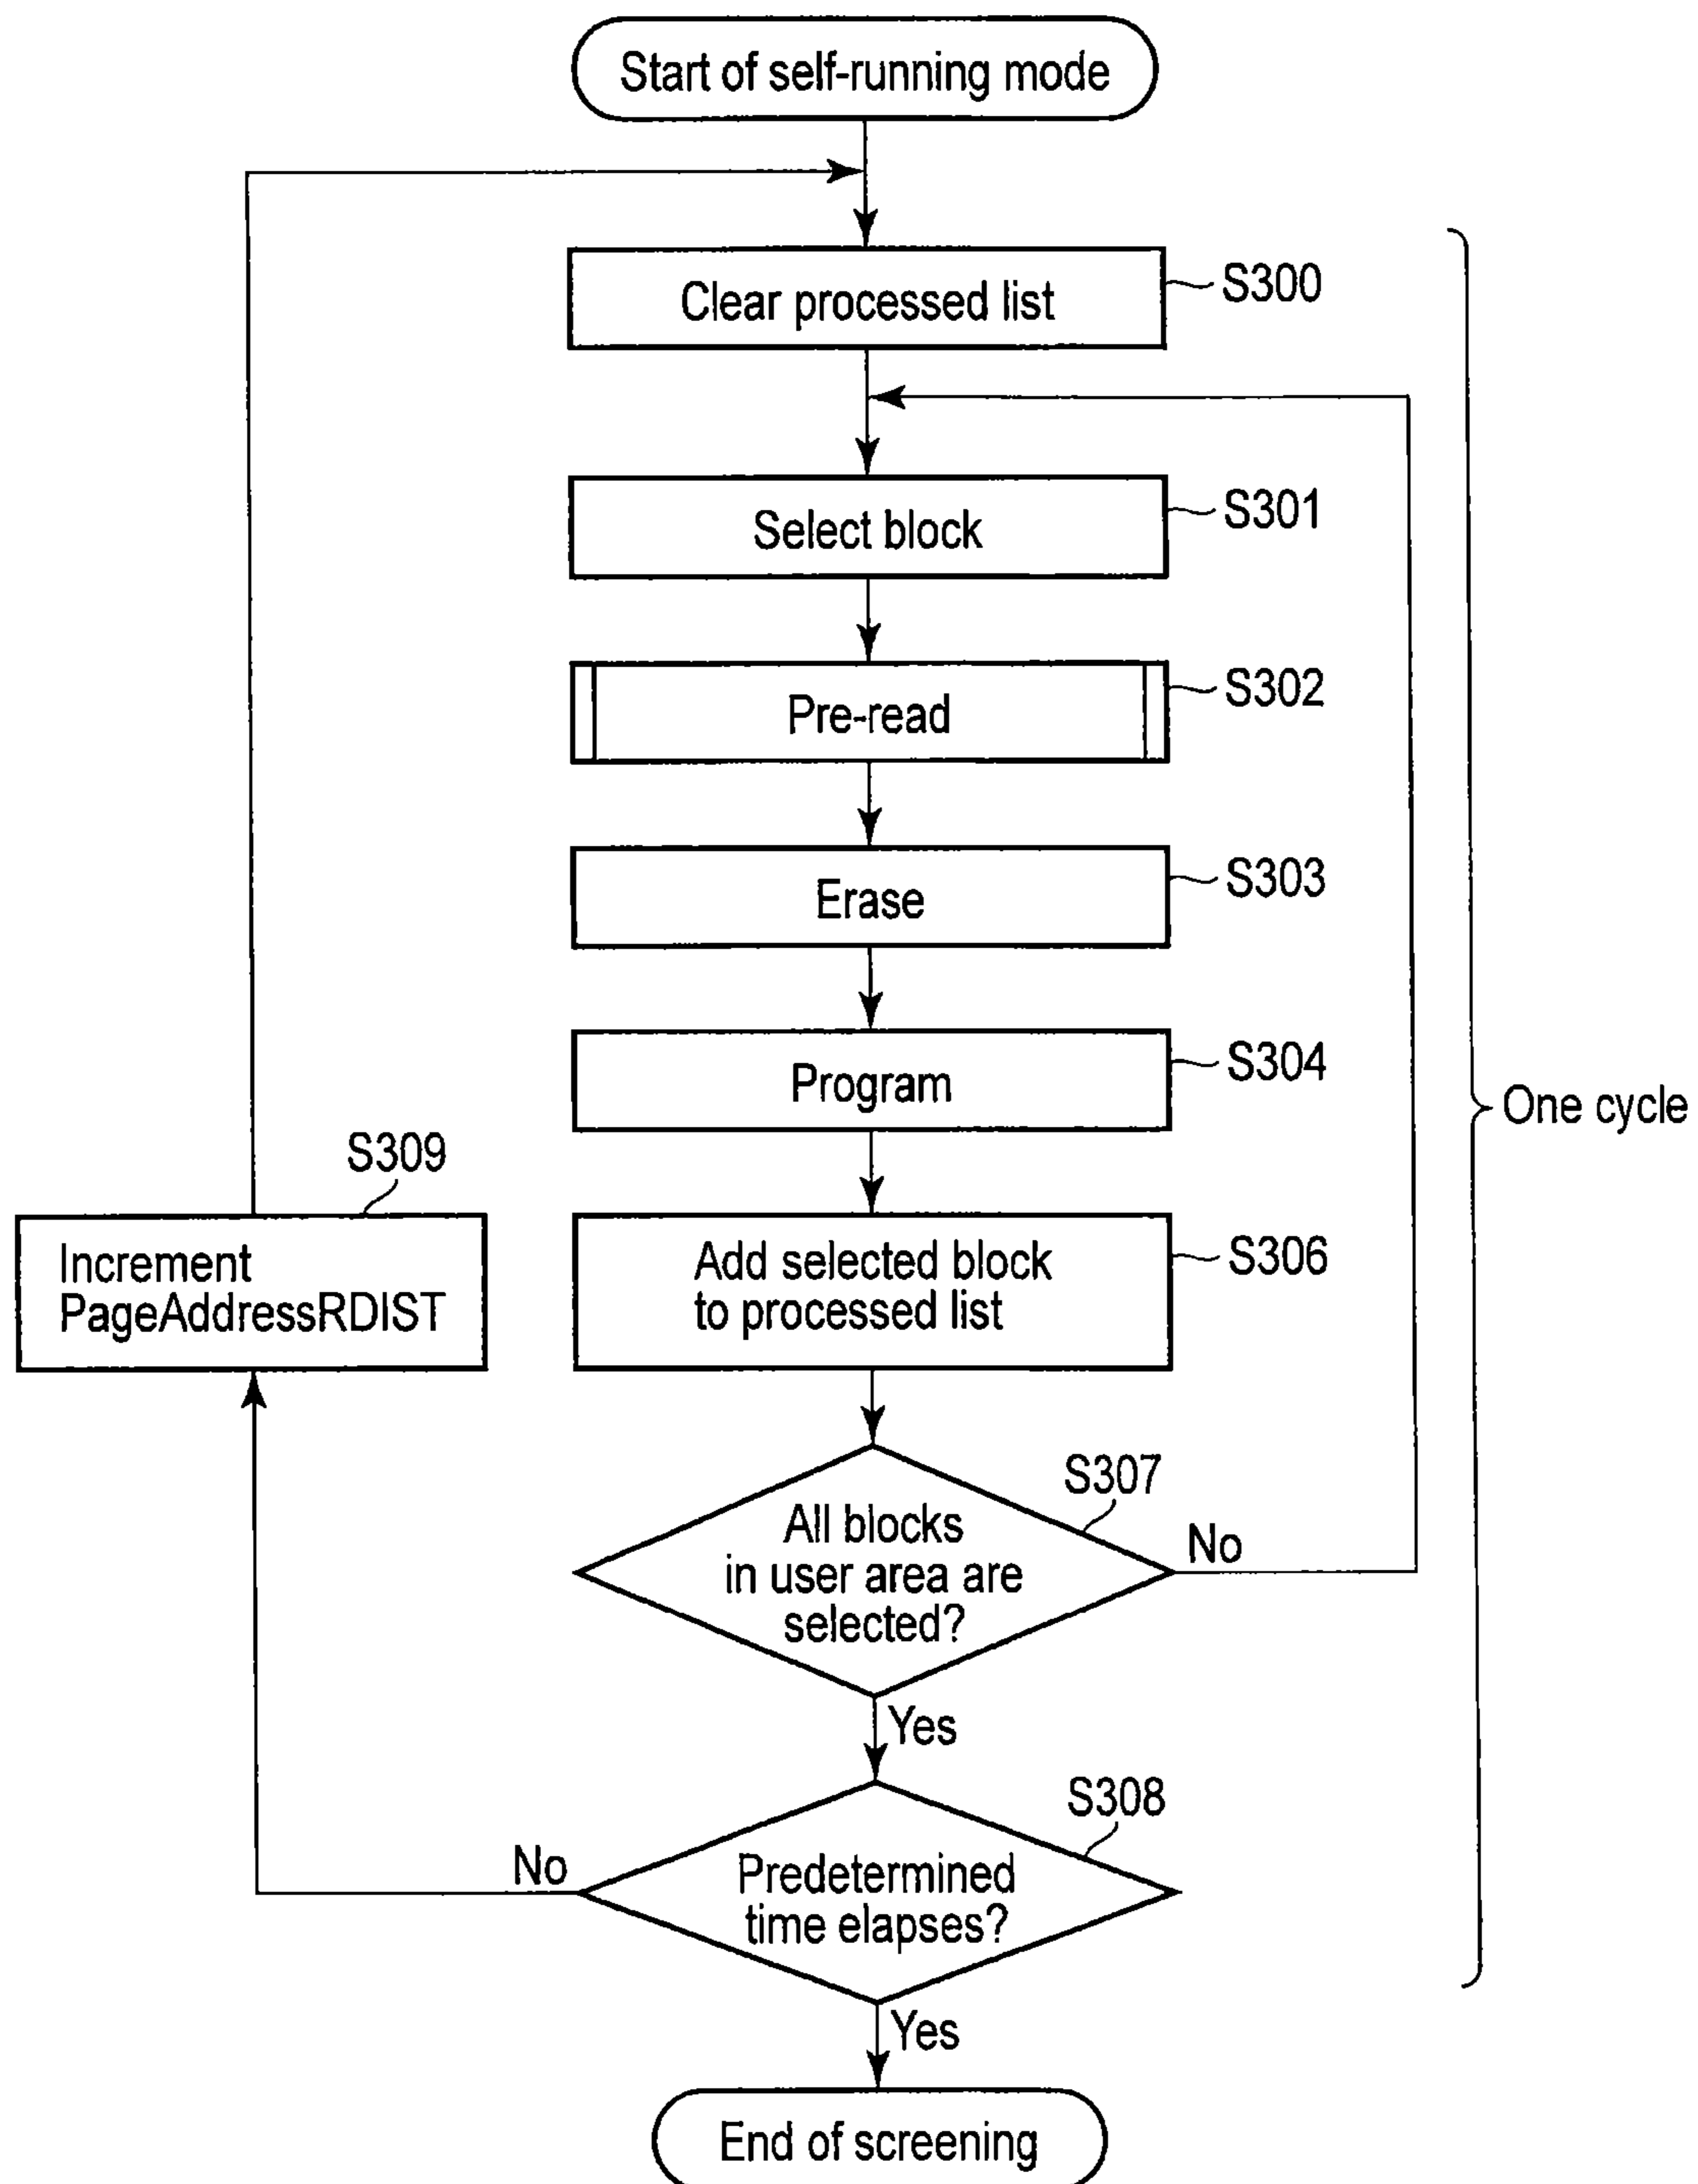 Start of self-running mode
Clear processed list
S300
Select block
S301
Pre-read
S302
Erase
S303
Program
S304
One cycle
S309
Increment
PageAddressRDIST
Add selected block
to processed list
S306
S307
All blocks
in user area are
selected?
No
Yes
S308
No
Predetermined
time elapses?
Yes
End of screening